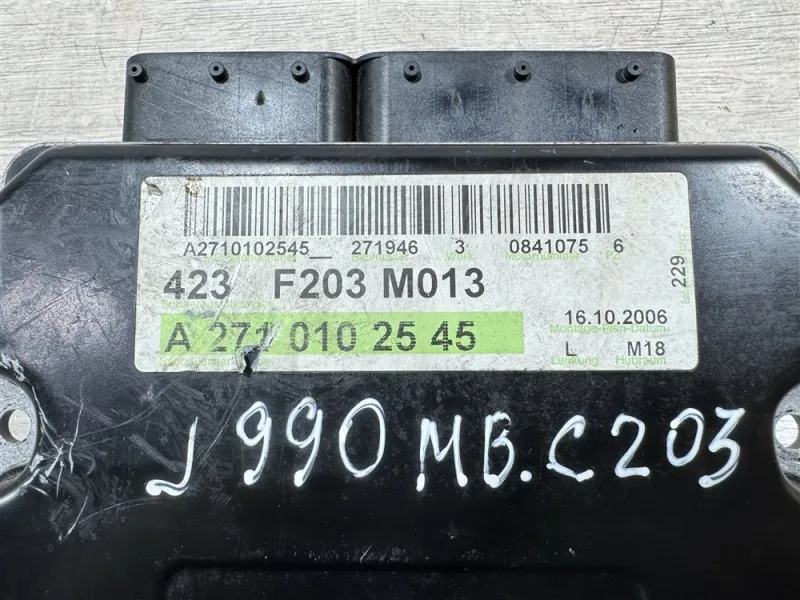 A2710102545__ 271946 3 0841075 6
423 F203 M013
229
A 271 010 25 45
16.10.2006
Montage-Plan-Datum
L M18
Lenkung Hubraum
J990 MB.C203